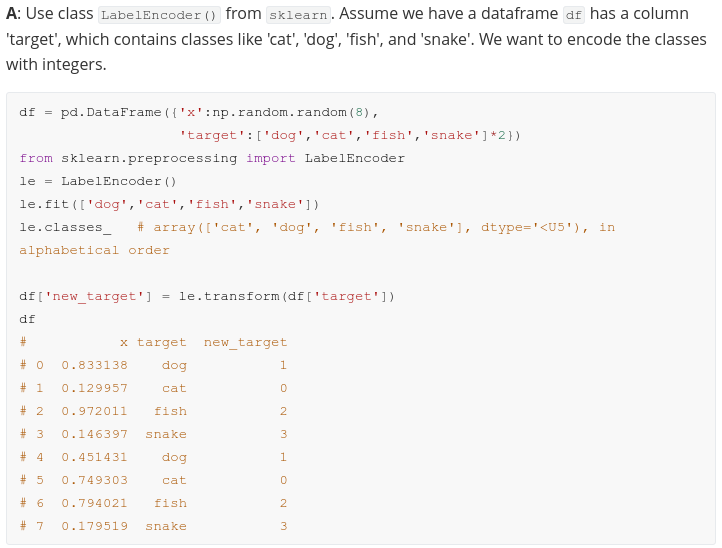 A: Use class LabelEncoder() from sklearn. Assume we have a dataframe df has a column
'target', which contains classes like 'cat', 'dog', 'fish', and 'snake'. We want to encode the classes
with integers.
df = pd.DataFrame({'x':np.random.random(8),
                   'target':['dog','cat','fish','snake']*2})
from sklearn.preprocessing import LabelEncoder
le = LabelEncoder()
le.fit(['dog','cat','fish','snake'])
le.classes_   # array(['cat', 'dog', 'fish', 'snake'], dtype='<U5'), in
alphabetical order
df['new_target'] = le.transform(df['target'])
df
#           x target  new_target
# 0  0.833138    dog           1
# 1  0.129957    cat           0
# 2  0.972011   fish           2
# 3  0.146397  snake           3
# 4  0.451431    dog           1
# 5  0.749303    cat           0
# 6  0.794021   fish           2
# 7  0.179519  snake           3